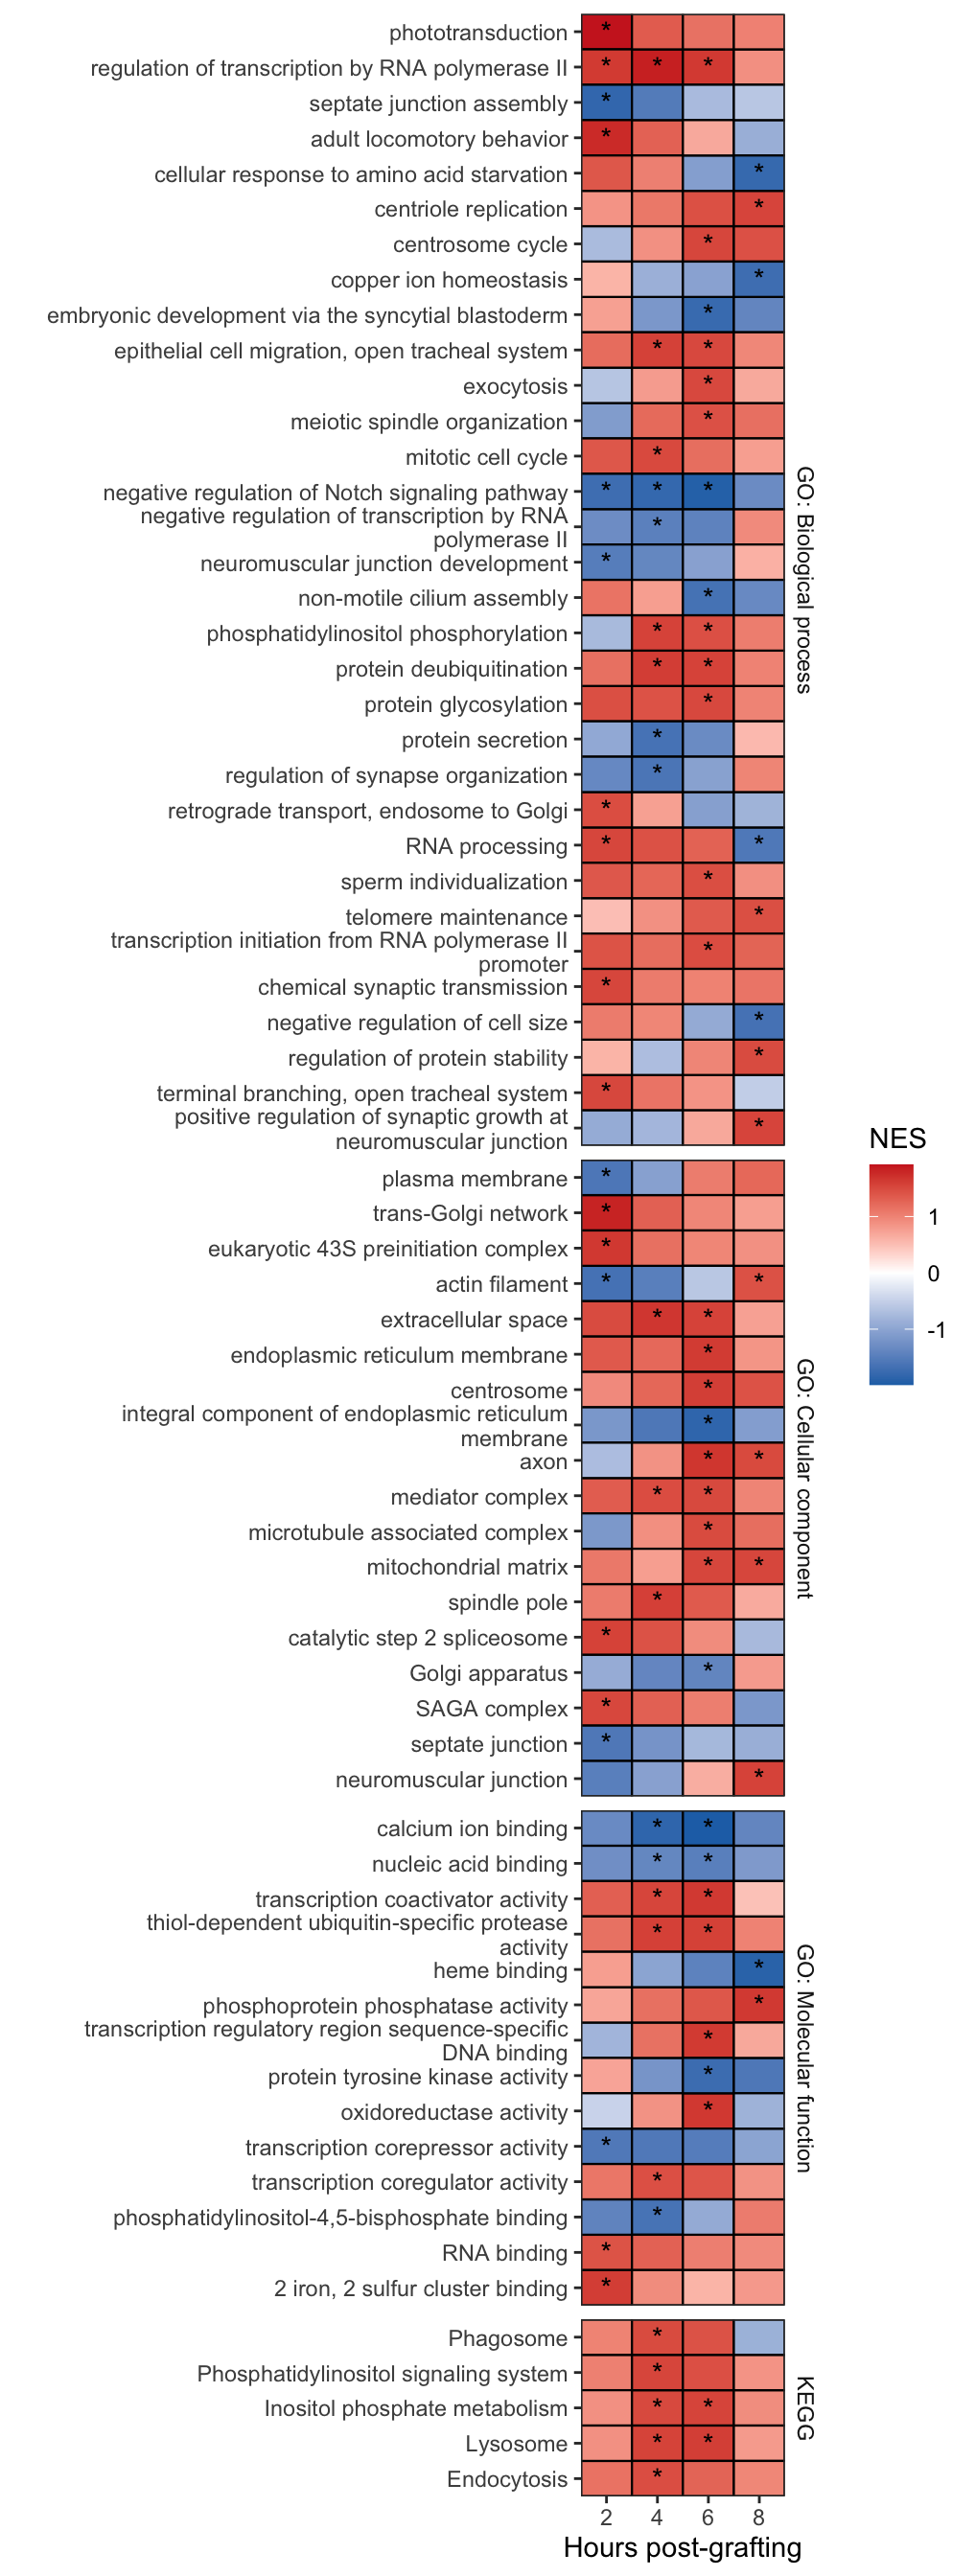 phototransduction
regulation of transcription by RNA polymerase II
septate junction assembly
adult locomotory behavior
cellular response to amino acid starvation
centriole replication
centrosome cycle
copper ion homeostasis
embryonic development via the syncytial blastoderm
epithelial cell migration, open tracheal system
exocytosis
meiotic spindle organization
mitotic cell cycle
negative regulation of Notch signaling pathway
negative regulation of transcription by RNA
polymerase II
neuromuscular junction development
non-motile cilium assembly
phosphatidylinositol phosphorylation
protein deubiquitination
protein glycosylation
protein secretion
regulation of synapse organization
retrograde transport, endosome to Golgi
RNA processing
sperm individualization
telomere maintenance
transcription initiation from RNA polymerase II
promoter
chemical synaptic transmission
negative regulation of cell size
regulation of protein stability
terminal branching, open tracheal system
positive regulation of synaptic growth at
neuromuscular junction
GO: Biological process
plasma membrane
trans-Golgi network
eukaryotic 43S preinitiation complex
actin filament
extracellular space
endoplasmic reticulum membrane
centrosome
integral component of endoplasmic reticulum
membrane
axon
mediator complex
microtubule associated complex
mitochondrial matrix
spindle pole
catalytic step 2 spliceosome
Golgi apparatus
SAGA complex
septate junction
neuromuscular junction
GO: Cellular component
calcium ion binding
nucleic acid binding
transcription coactivator activity
thiol-dependent ubiquitin-specific protease
activity
heme binding
phosphoprotein phosphatase activity
transcription regulatory region sequence-specific
DNA binding
protein tyrosine kinase activity
oxidoreductase activity
transcription corepressor activity
transcription coregulator activity
phosphatidylinositol-4,5-bisphosphate binding
RNA binding
2 iron, 2 sulfur cluster binding
GO: Molecular function
Phagosome
Phosphatidylinositol signaling system
Inositol phosphate metabolism
Lysosome
Endocytosis
KEGG
2 4 6 8
Hours post-grafting
NES
1
0
-1